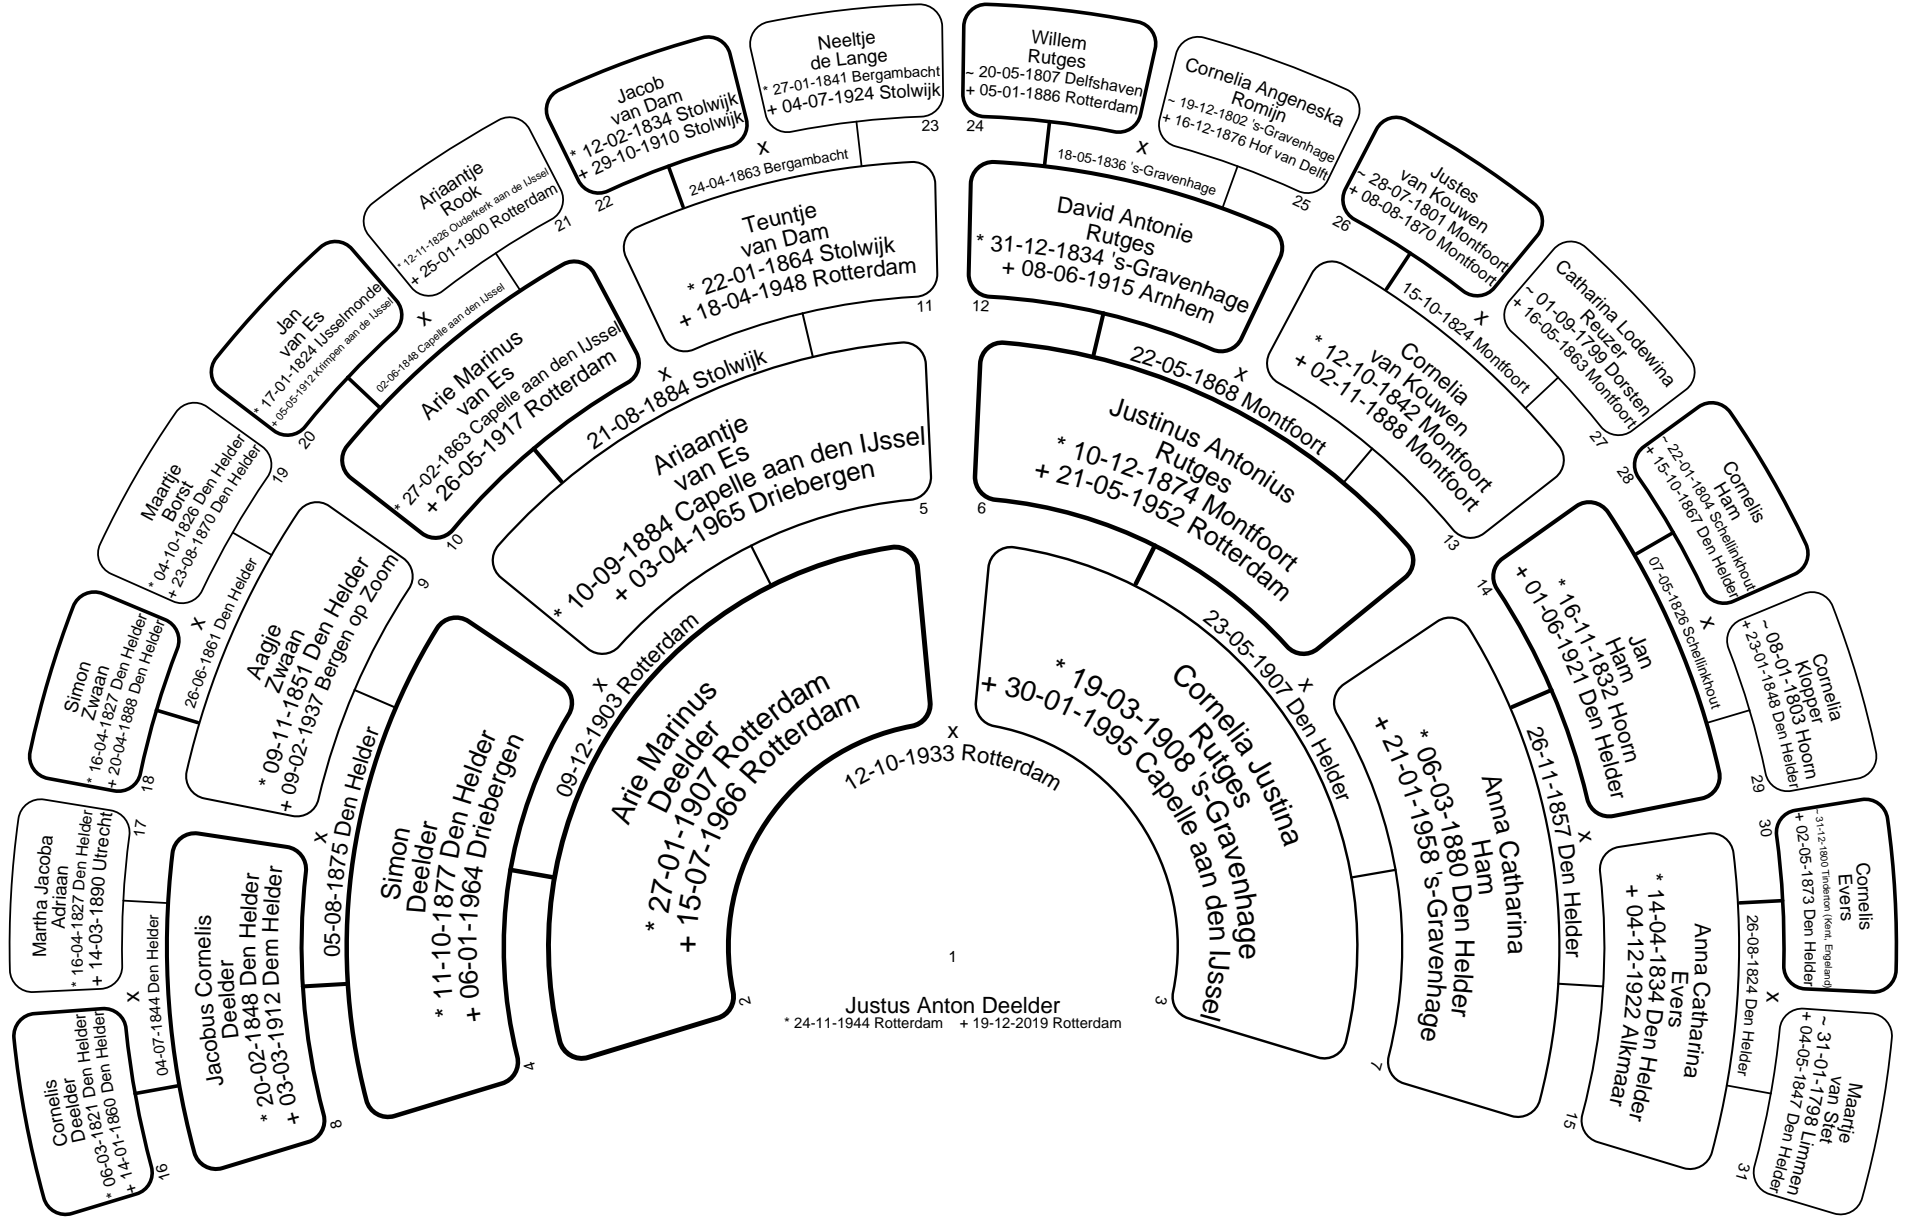 1
Justus Anton Deelder
* 24-11-1944 Rotterdam + 19-12-2019 Rotterdam
Arie Marinus
Deelder
* 27-01-1907 Rotterdam
+ 15-07-1966 Rotterdam
2
x
12-10-1933 Rotterdam
Cornelia Justina
Rutges
* 19-03-1908 's-Gravenhage
+ 30-01-1995 Capelle aan den IJssel
3
Simon
Deelder
* 11-10-1877 Den Helder
+ 06-01-1964 Driebergen
4
x
09-12-1903 Rotterdam
Ariaantje
van Es
* 10-09-1884 Capelle aan den IJssel
+ 03-04-1965 Driebergen
5
Justinus Antonius
Rutges
* 10-12-1874 Montfoort
+ 21-05-1952 Rotterdam
6
x
23-05-1907 Den Helder
Anna Catharina
Ham
* 06-03-1880 Den Helder
+ 21-01-1958 's-Gravenhage
7
Jacobus Cornelis
Deelder
* 20-02-1848 Den Helder
+ 03-03-1912 Dem Helder
8
x
05-08-1875 Den Helder
Aagje
Zwaan
* 09-11-1851 Den Helder
+ 09-02-1937 Bergen op Zoom
9
Arie Marinus
van Es
* 27-02-1863 Capelle aan den IJssel
+ 26-05-1917 Rotterdam
10
x
21-08-1884 Stolwijk
Teuntje
van Dam
* 22-01-1864 Stolwijk
+ 18-04-1948 Rotterdam
11
David Antonie
Rutges
* 31-12-1834 's-Gravenhage
+ 08-06-1915 Arnhem
12
x
22-05-1868 Montfoort
Cornelia
van Kouwen
* 12-10-1842 Montfoort
+ 02-11-1888 Montfoort
13
Jan
Ham
* 16-11-1832 Hoorn
+ 01-06-1921 Den Helder
14
x
26-11-1857 Den Helder
Anna Catharina
Evers
* 14-04-1834 Den Helder
+ 04-12-1922 Alkmaar
15
Cornelis
Deelder
* 06-03-1821 Den Helder
+ 14-01-1860 Den Helder
16
x
04-07-1844 Den Helder
Martha Jacoba
Adriaan
* 16-04-1827 Den Helder
+ 14-03-1890 Utrecht
17
Simon
Zwaan
* 16-04-1827 Den Helder
+ 20-04-1888 Den Helder
18
x
26-06-1861 Den Helder
Maartje
Borst
* 04-10-1826 Den Helder
+ 23-08-1870 Den Helder
19
Jan
van Es
* 17-01-1824 IJsselmonde
+ 05-05-1912 Krimpen aan de IJssel
20
x
02-06-1848 Capelle aan den IJssel
Ariaantje
Rook
* 12-11-1826 Ouderkerk aan de IJssel
+ 25-01-1900 Rotterdam
21
Jacob
van Dam
* 12-02-1834 Stolwijk
+ 29-10-1910 Stolwijk
22
x
24-04-1863 Bergambacht
Neeltje
de Lange
* 27-01-1841 Bergambacht
+ 04-07-1924 Stolwijk
23
Willem
Rutges
~ 20-05-1807 Delfshaven
+ 05-01-1886 Rotterdam
24
x
18-05-1836 's-Gravenhage
Cornelia Angeneska
Romijn
~ 19-12-1802 's-Gravenhage
+ 16-12-1876 Hof van Delft
25
Justes
van Kouwen
~ 28-07-1801 Montfoort
+ 08-08-1870 Montfoort
26
x
15-10-1824 Montfoort
Catharina Lodewina
Reuzer
~ 01-09-1799 Dorsten
+ 16-05-1863 Montfoort
27
Cornelis
Ham
~ 22-01-1804 Schellinkhout
+ 15-10-1867 Den Helder
28
x
07-05-1826 Schellinkhout
Cornelia
Klopper
~ 08-01-1803 Hoorn
+ 23-01-1848 Den Helder
29
Cornelis
Evers
~ 31-12-1800 Tinderton (Kent, Engeland)
+ 02-05-1873 Den Helder
30
x
26-08-1824 Den Helder
Maartje
van Stet
~ 31-01-1798 Limmen
+ 04-05-1847 Den Helder
31